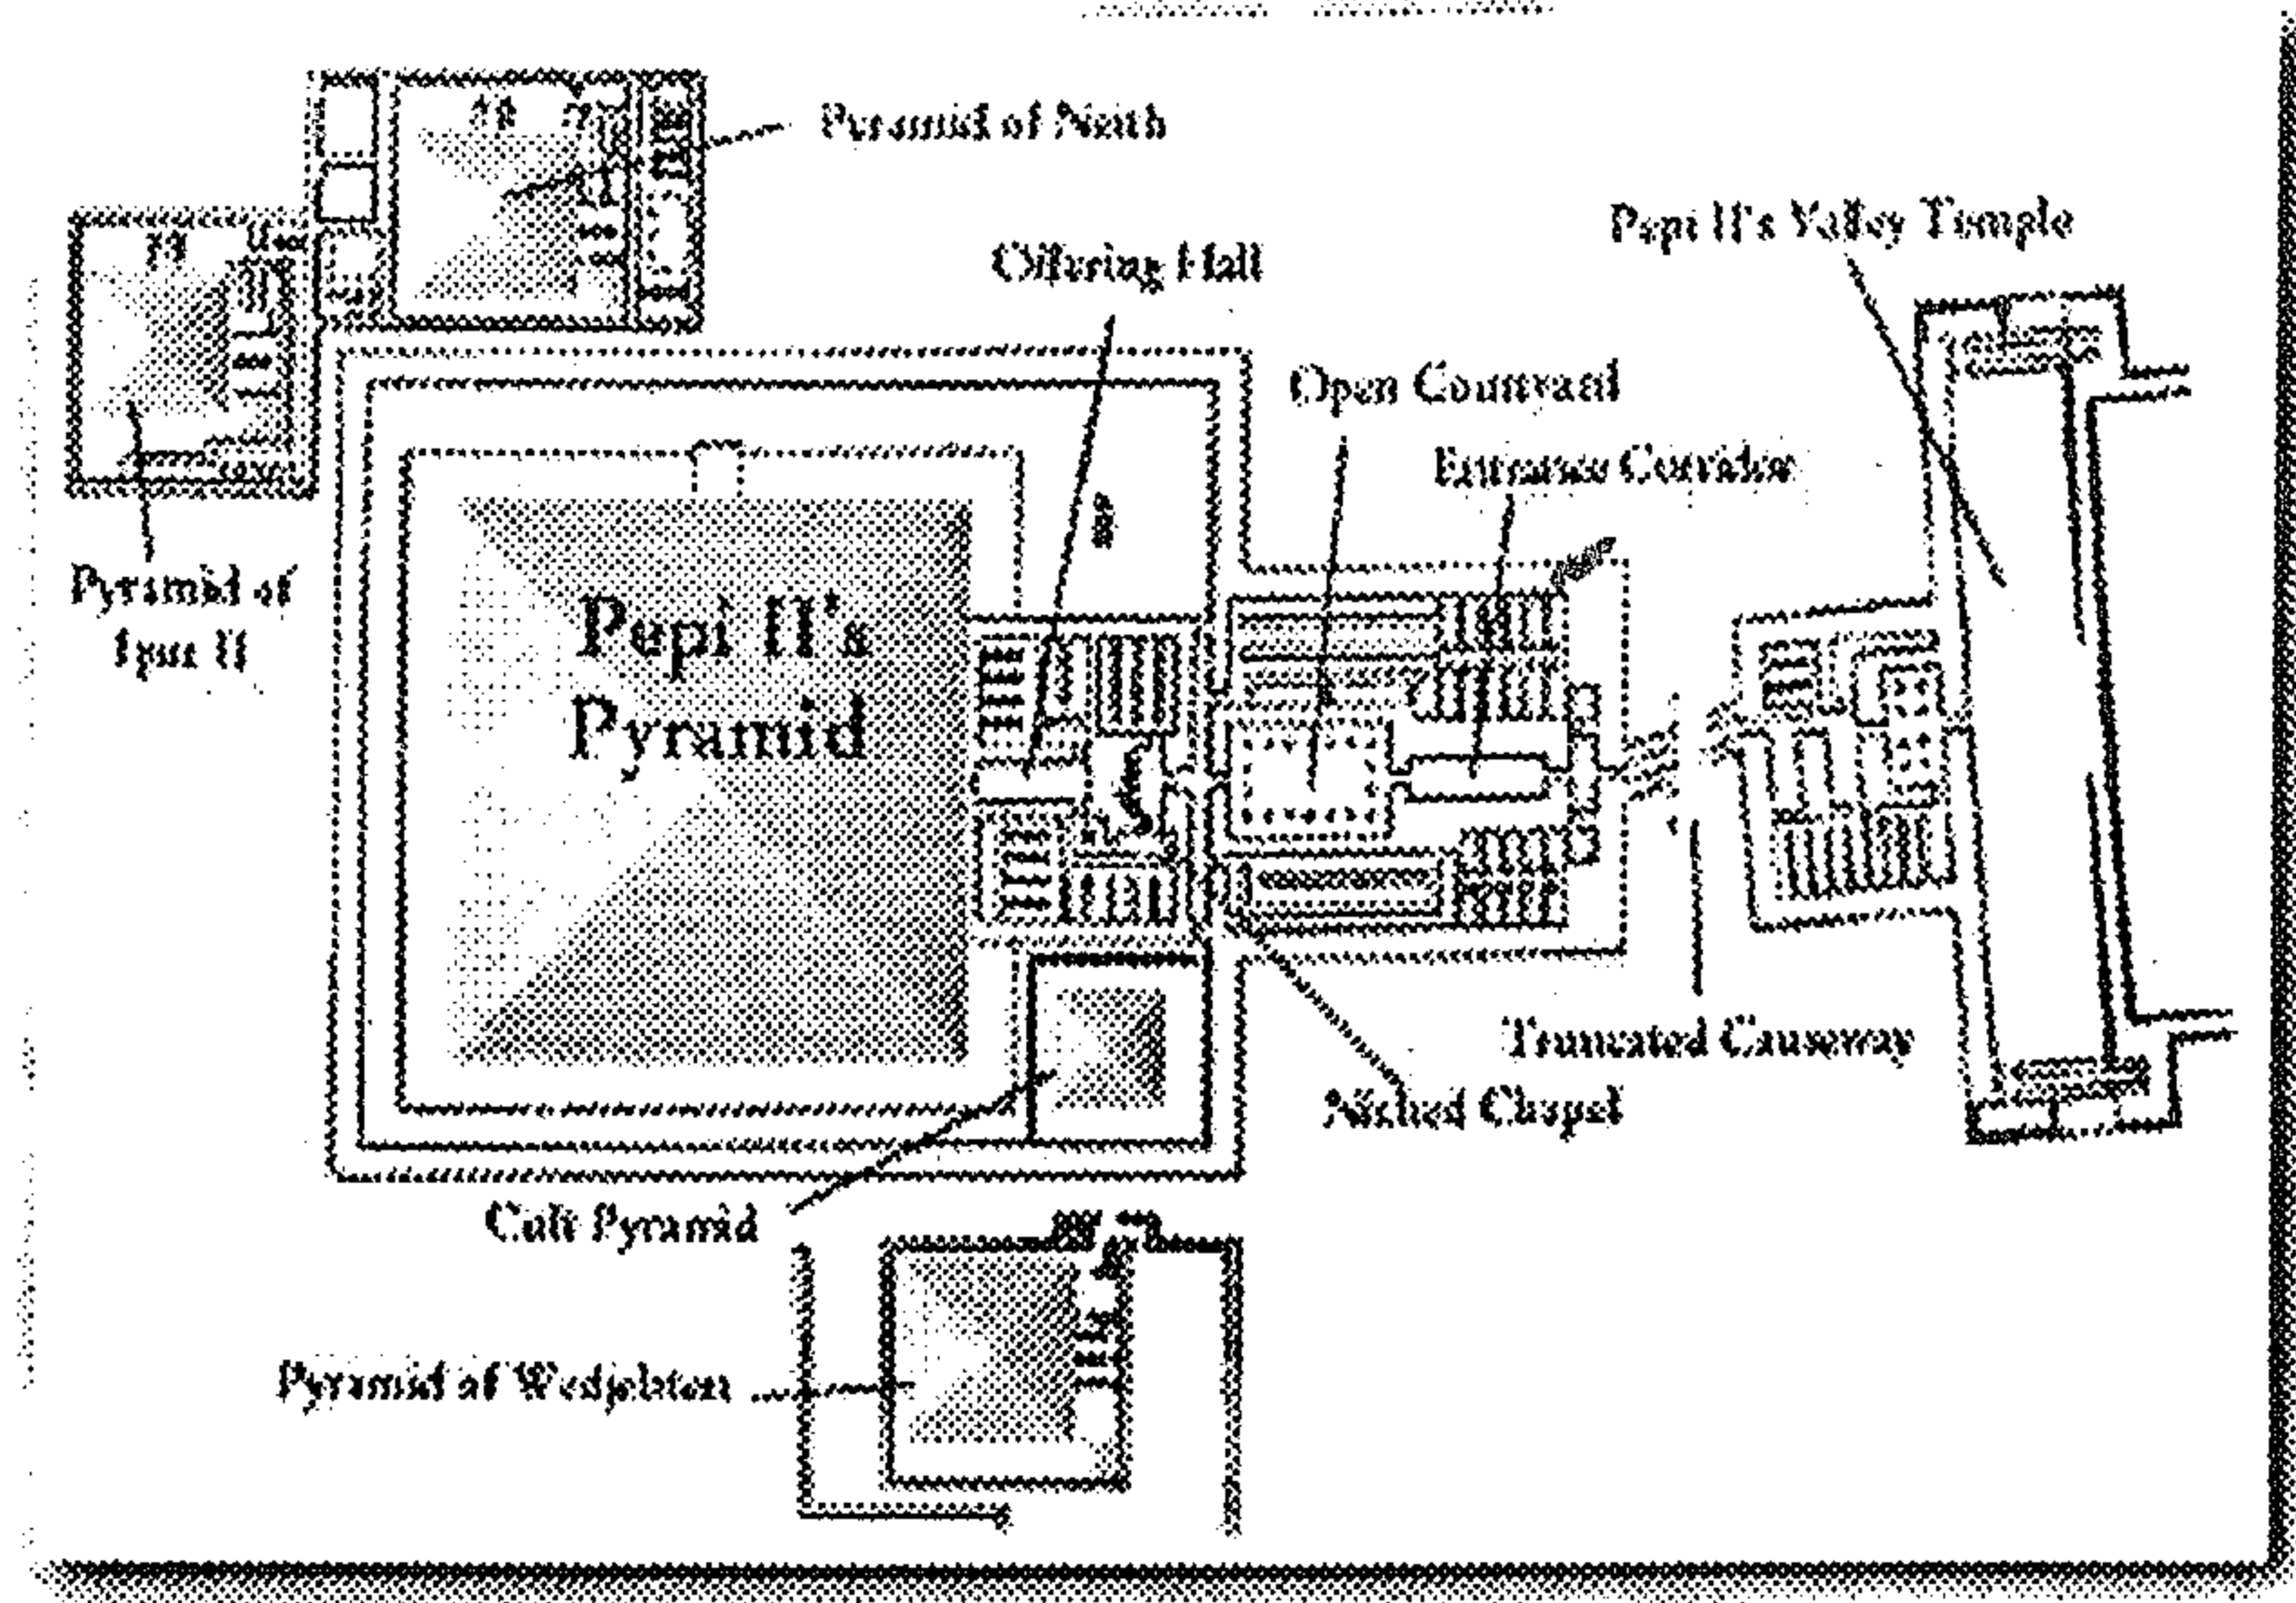 Pyramid of Neith
Pepi II's Valley Temple
Offering Hall
Open Courtyard
Entrance Corridor
Pyramid of
Iput II
Pepi II's
Pyramid
Truncated Causeway
Niched Chapel
Cult Pyramid
Pyramid of Wedjebten